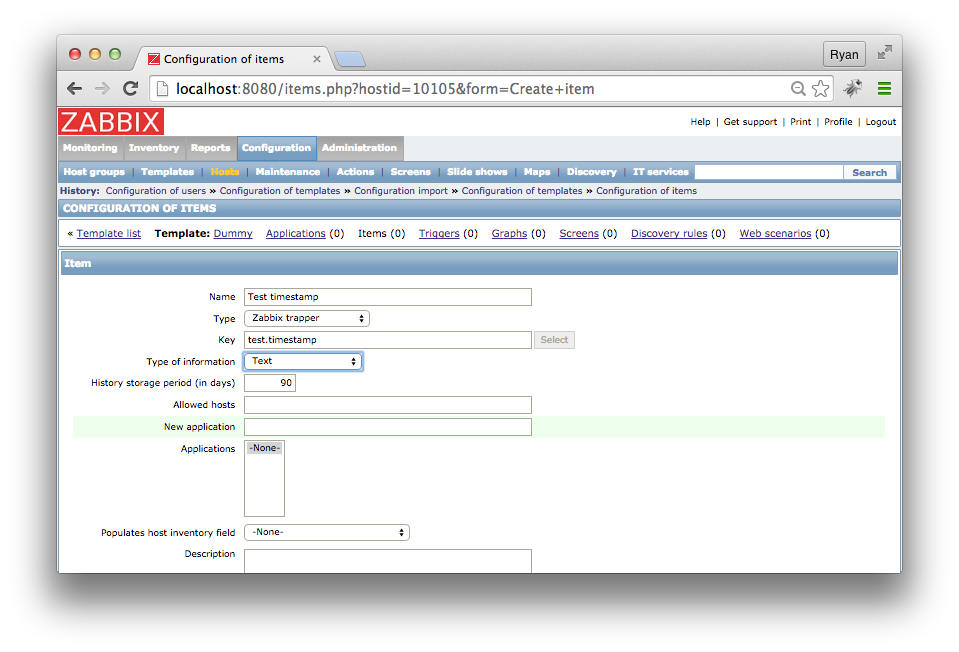 Configuration of items
Ryan
localhost:8080/items.php?hostid=10105&form=Create+item
ZABBIX
Help | Get support | Print | Profile | Logout
Monitoring Inventory Reports Configuration Administration
Host groups | Templates | Hosts | Maintenance | Actions | Screens | Slide shows | Maps | Discovery | IT services Search
History: Configuration of users » Configuration of templates » Configuration import » Configuration of templates » Configuration of items
CONFIGURATION OF ITEMS
« Template list Template: Dummy Applications (0) Items (0) Triggers (0) Graphs (0) Screens (0) Discovery rules (0) Web scenarios (0)
Item
Name Test timestamp
Type Zabbix trapper
Key test.timestamp Select
Type of information Text
History storage period (in days) 90
Allowed hosts
New application
Applications -None-
Populates host inventory field -None-
Description